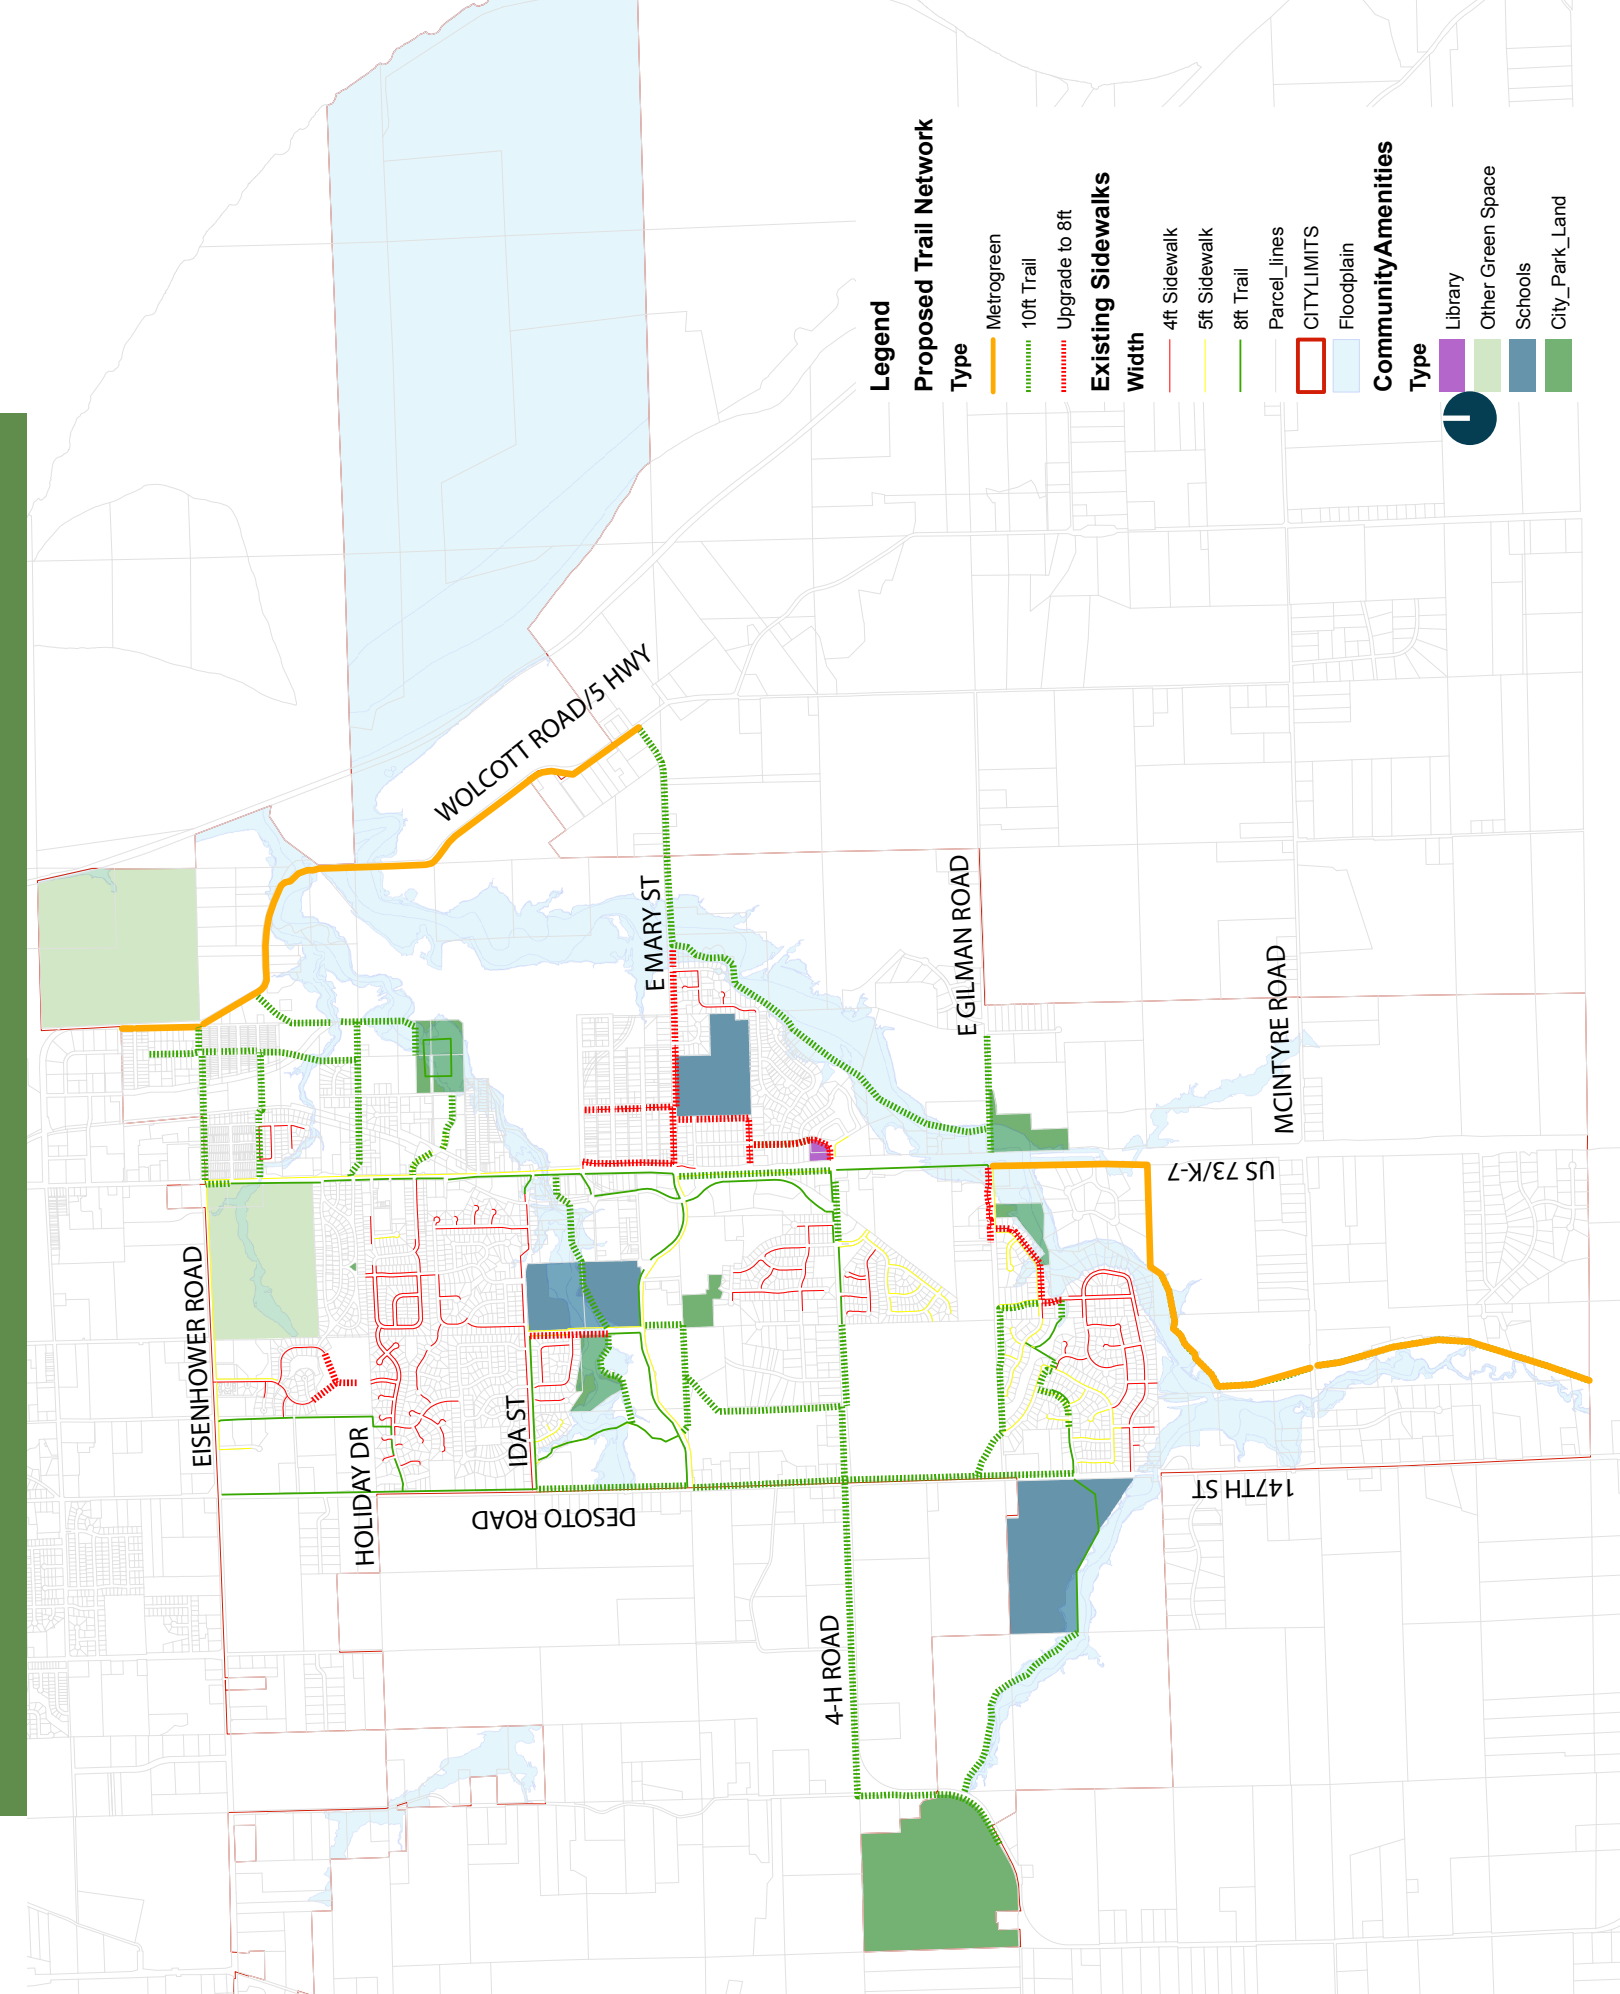 WOLCOTT ROAD/5 HWY
E MARY ST
E GILMAN ROAD
MCINTYRE ROAD
US 73/K-7
EISENHOWER ROAD
HOLIDAY DR
IDA ST
DESOTO ROAD
4-H ROAD
147TH ST
Legend
Proposed Trail Network
Type
Metrogreen
10ft Trail
Upgrade to 8ft
Existing Sidewalks
Width
4ft Sidewalk
5ft Sidewalk
8ft Trail
Parcel_lines
CITYLIMITS
Floodplain
CommunityAmenities
Type
Library
Other Green Space
Schools
City_Park_Land